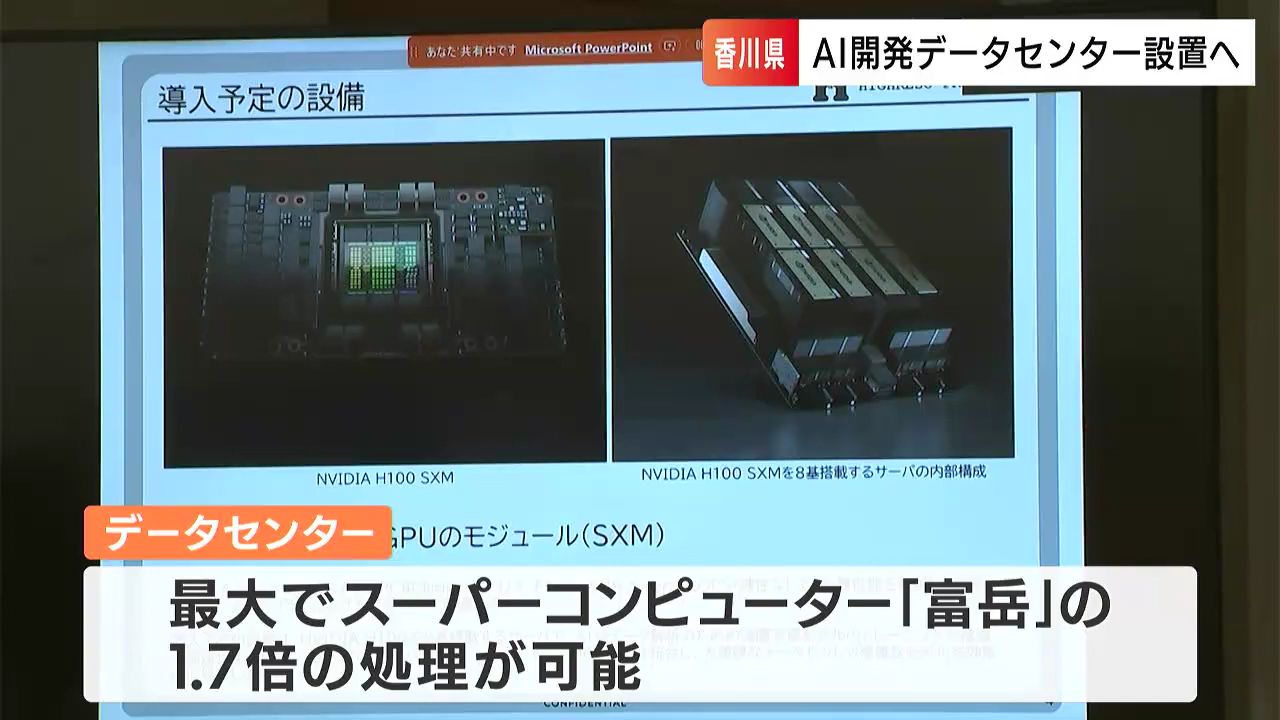 あなたが共有中です Microsoft PowerPoint
香川県
AI開発データセンター設置へ
導入予定の設備
NVIDIA H100 SXM
NVIDIA H100 SXMを8基搭載するサーバの内部構成
データセンター
GPUのモジュール(SXM)
最大でスーパーコンピューター「富岳」の
1.7倍の処理が可能
CONFIDENTIAL